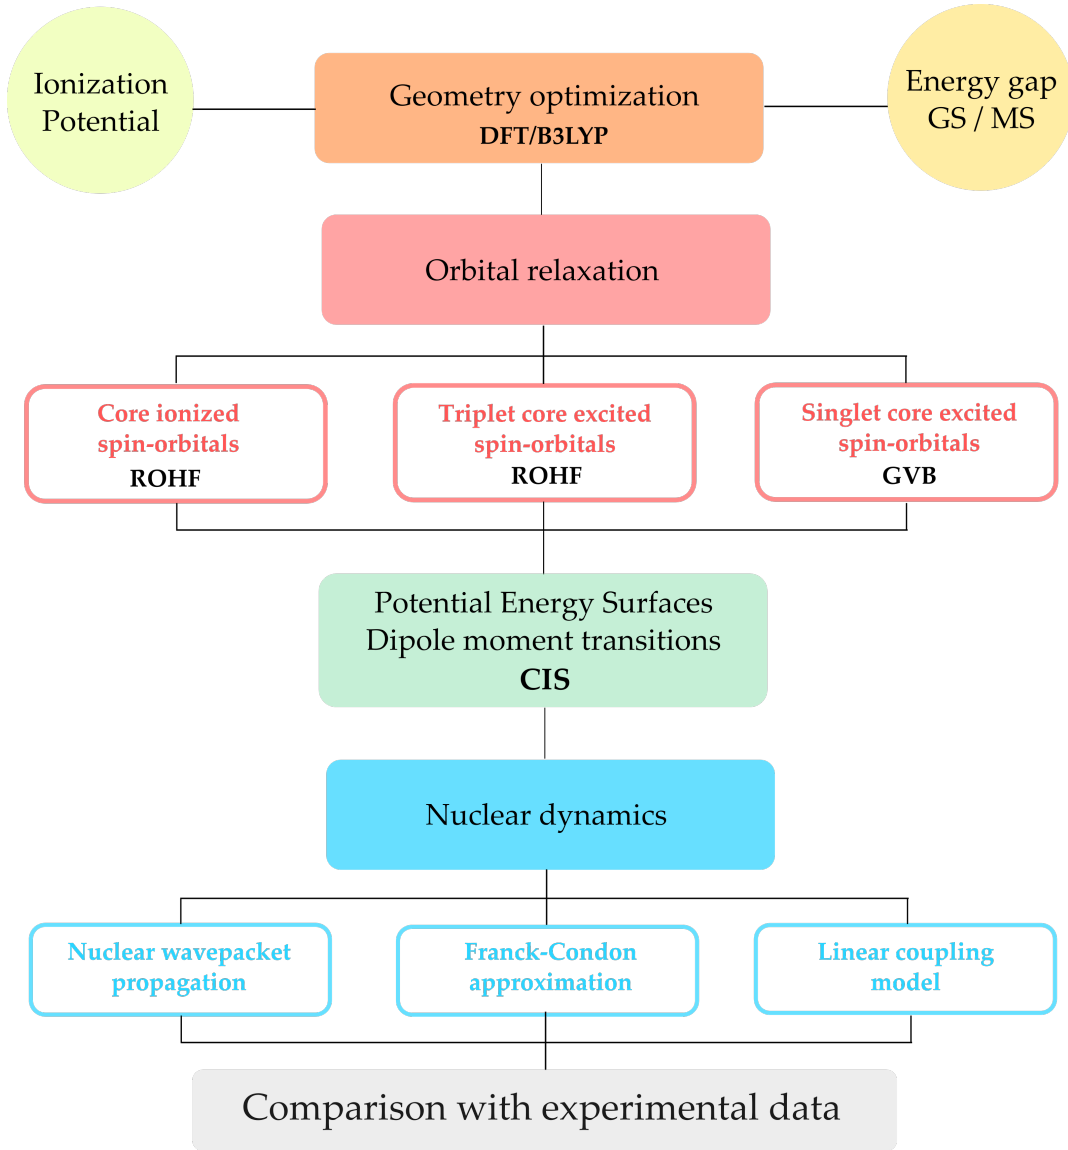 Ionization
Potential
Geometry optimization
DFT/B3LYP
Energy gap
GS / MS
Orbital relaxation
Core ionized
spin-orbitals
ROHF
Triplet core excited
spin-orbitals
ROHF
Singlet core excited
spin-orbitals
GVB
Potential Energy Surfaces
Dipole moment transitions
CIS
Nuclear dynamics
Nuclear wavepacket
propagation
Franck-Condon
approximation
Linear coupling
model
Comparison with experimental data